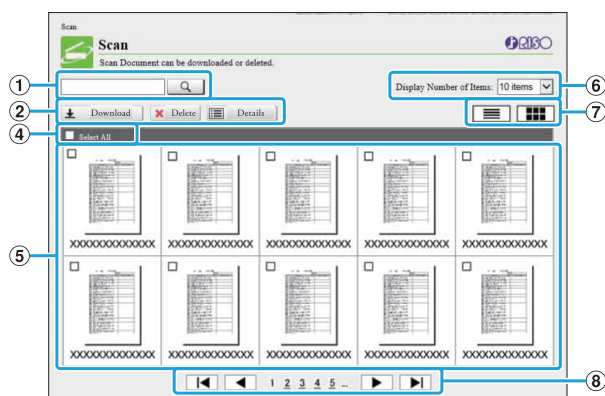 Scan
Scan
RISO
Scan Document can be downloaded or deleted.
1
Display Number of Items: 10 items
6
2
Download Delete Details
7
4
Select All
5
XXXXXXXXXXXXX XXXXXXXXXXXXX XXXXXXXXXXXXX XXXXXXXXXXXXX XXXXXXXXXXXXX
XXXXXXXXXXXXX XXXXXXXXXXXXX XXXXXXXXXXXXX XXXXXXXXXXXXX XXXXXXXXXXXXX
1 2 3 4 5 ...
8